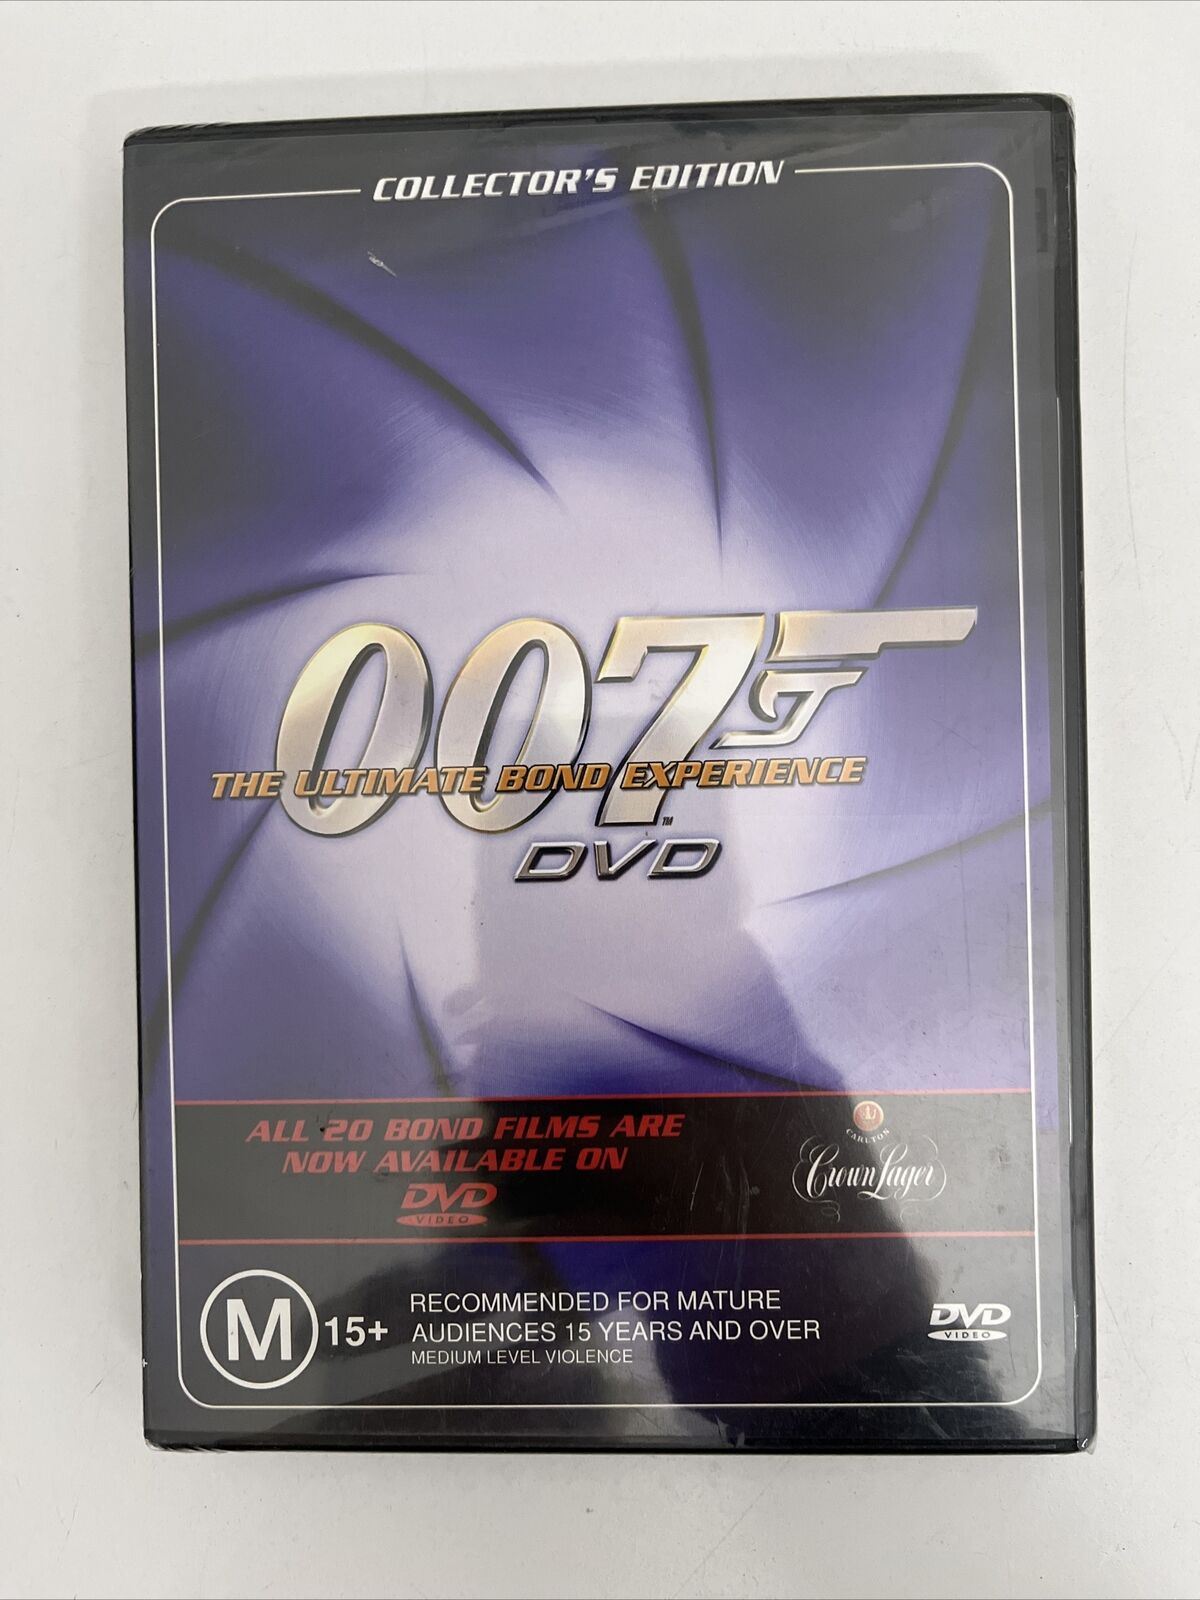 COLLECTOR'S EDITION
007
THE ULTIMATE BOND EXPERIENCE
TM
DVD
ALL 20 BOND FILMS ARE
NOW AVAILABLE ON
DVD
VIDEO
CARLTON
Crown Lager
M 15+
RECOMMENDED FOR MATURE
AUDIENCES 15 YEARS AND OVER
MEDIUM LEVEL VIOLENCE
DVD
VIDEO